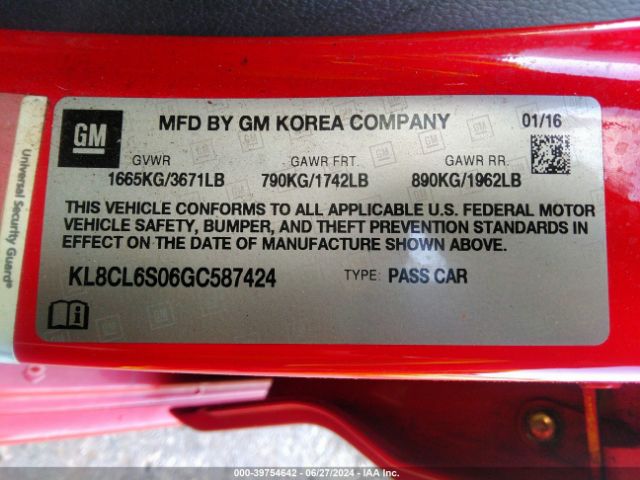 GM
MFD BY GM KOREA COMPANY 01/16
GVWR GAWR FRT. GAWR RR.
1665KG/3671LB 790KG/1742LB 890KG/1962LB
THIS VEHICLE CONFORMS TO ALL APPLICABLE U.S. FEDERAL MOTOR
VEHICLE SAFETY, BUMPER, AND THEFT PREVENTION STANDARDS IN
EFFECT ON THE DATE OF MANUFACTURE SHOWN ABOVE.
KL8CL6S06GC587424 TYPE: PASS CAR
Universal Security Guard®
000-39754642 - 06/27/2024 - IAA Inc.